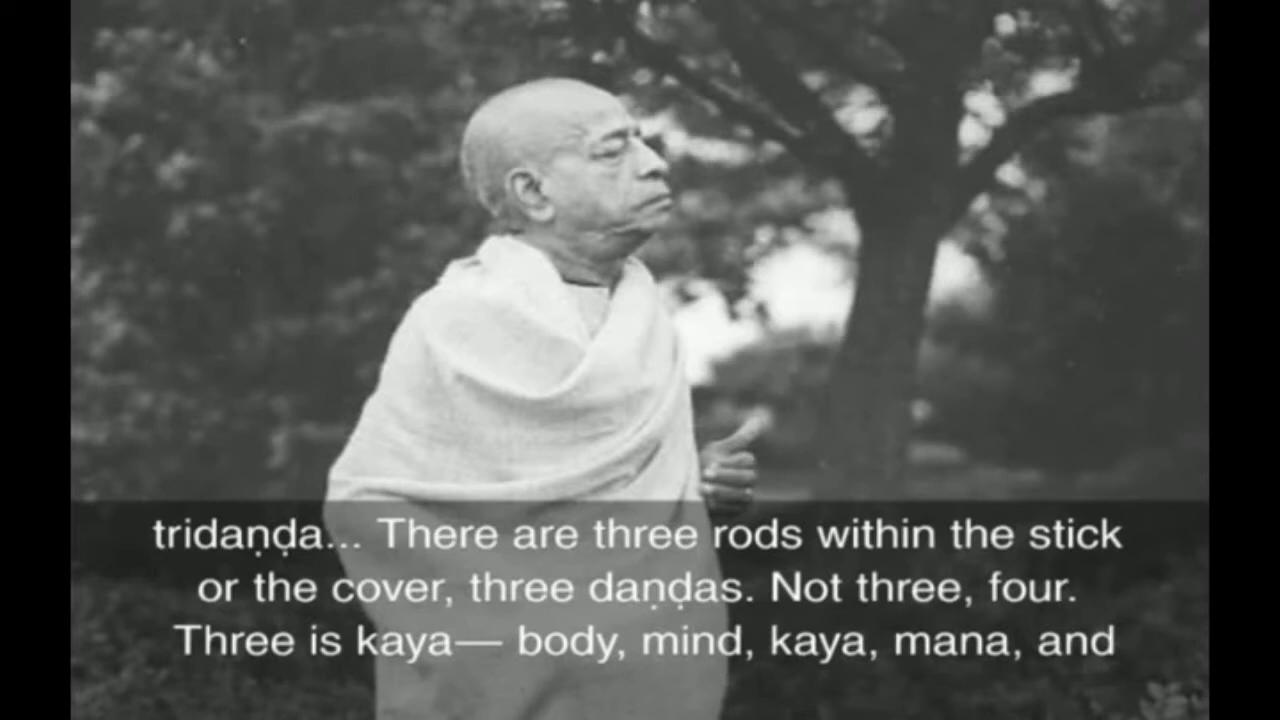 tridaṇḍa... There are three rods within the stick
or the cover, three daṇḍas. Not three, four.
Three is kaya— body, mind, kaya, mana, and